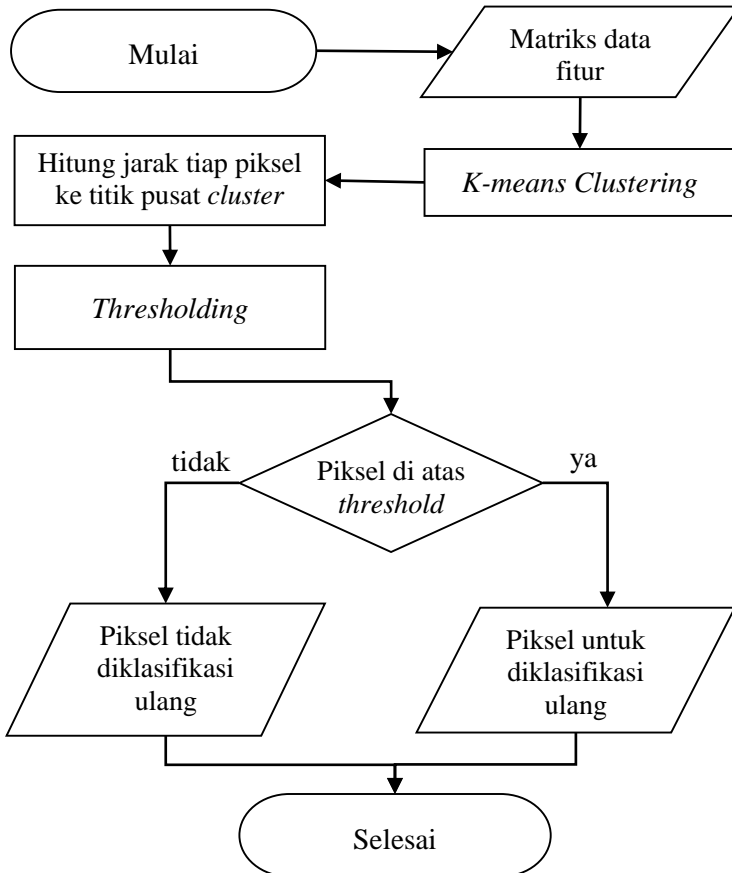 Mulai
Matriks data
fitur
K-means Clustering
Hitung jarak tiap piksel
ke titik pusat cluster
Thresholding
Piksel di atas
threshold
tidak
ya
Piksel tidak
diklasifikasi
ulang
Piksel untuk
diklasifikasi
ulang
Selesai